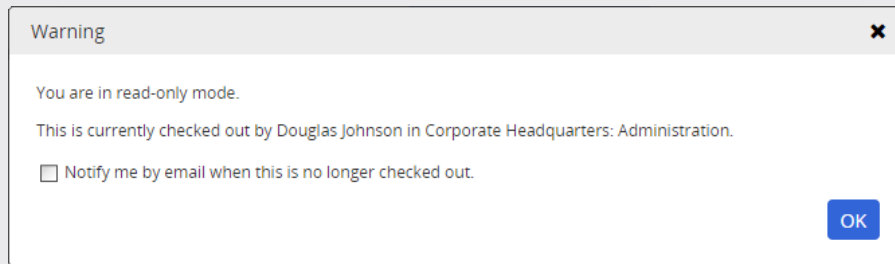 Warning
You are in read-only mode.
This is currently checked out by Douglas Johnson in Corporate Headquarters: Administration.
Notify me by email when this is no longer checked out.
OK